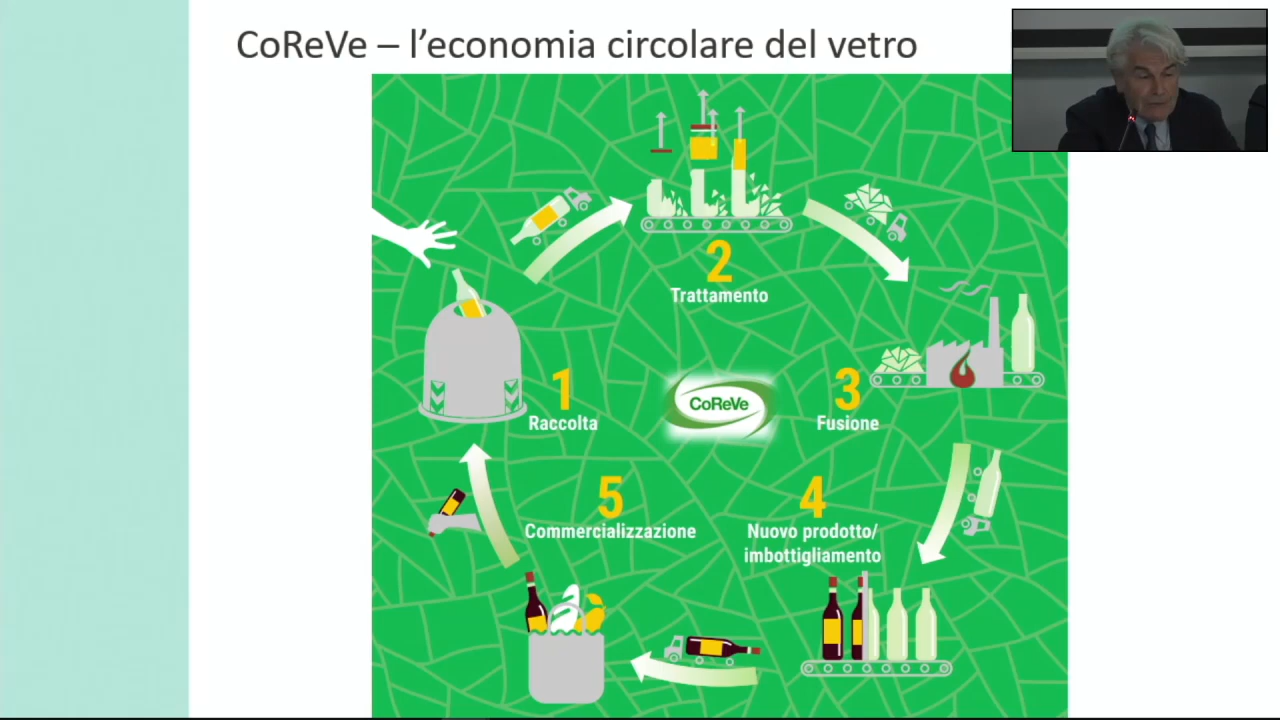 CoReVe – l’economia circolare del vetro
2
Trattamento
1
Raccolta
CoReVe
3
Fusione
5
Commercializzazione
4
Nuovo prodotto/
imbottigliamento